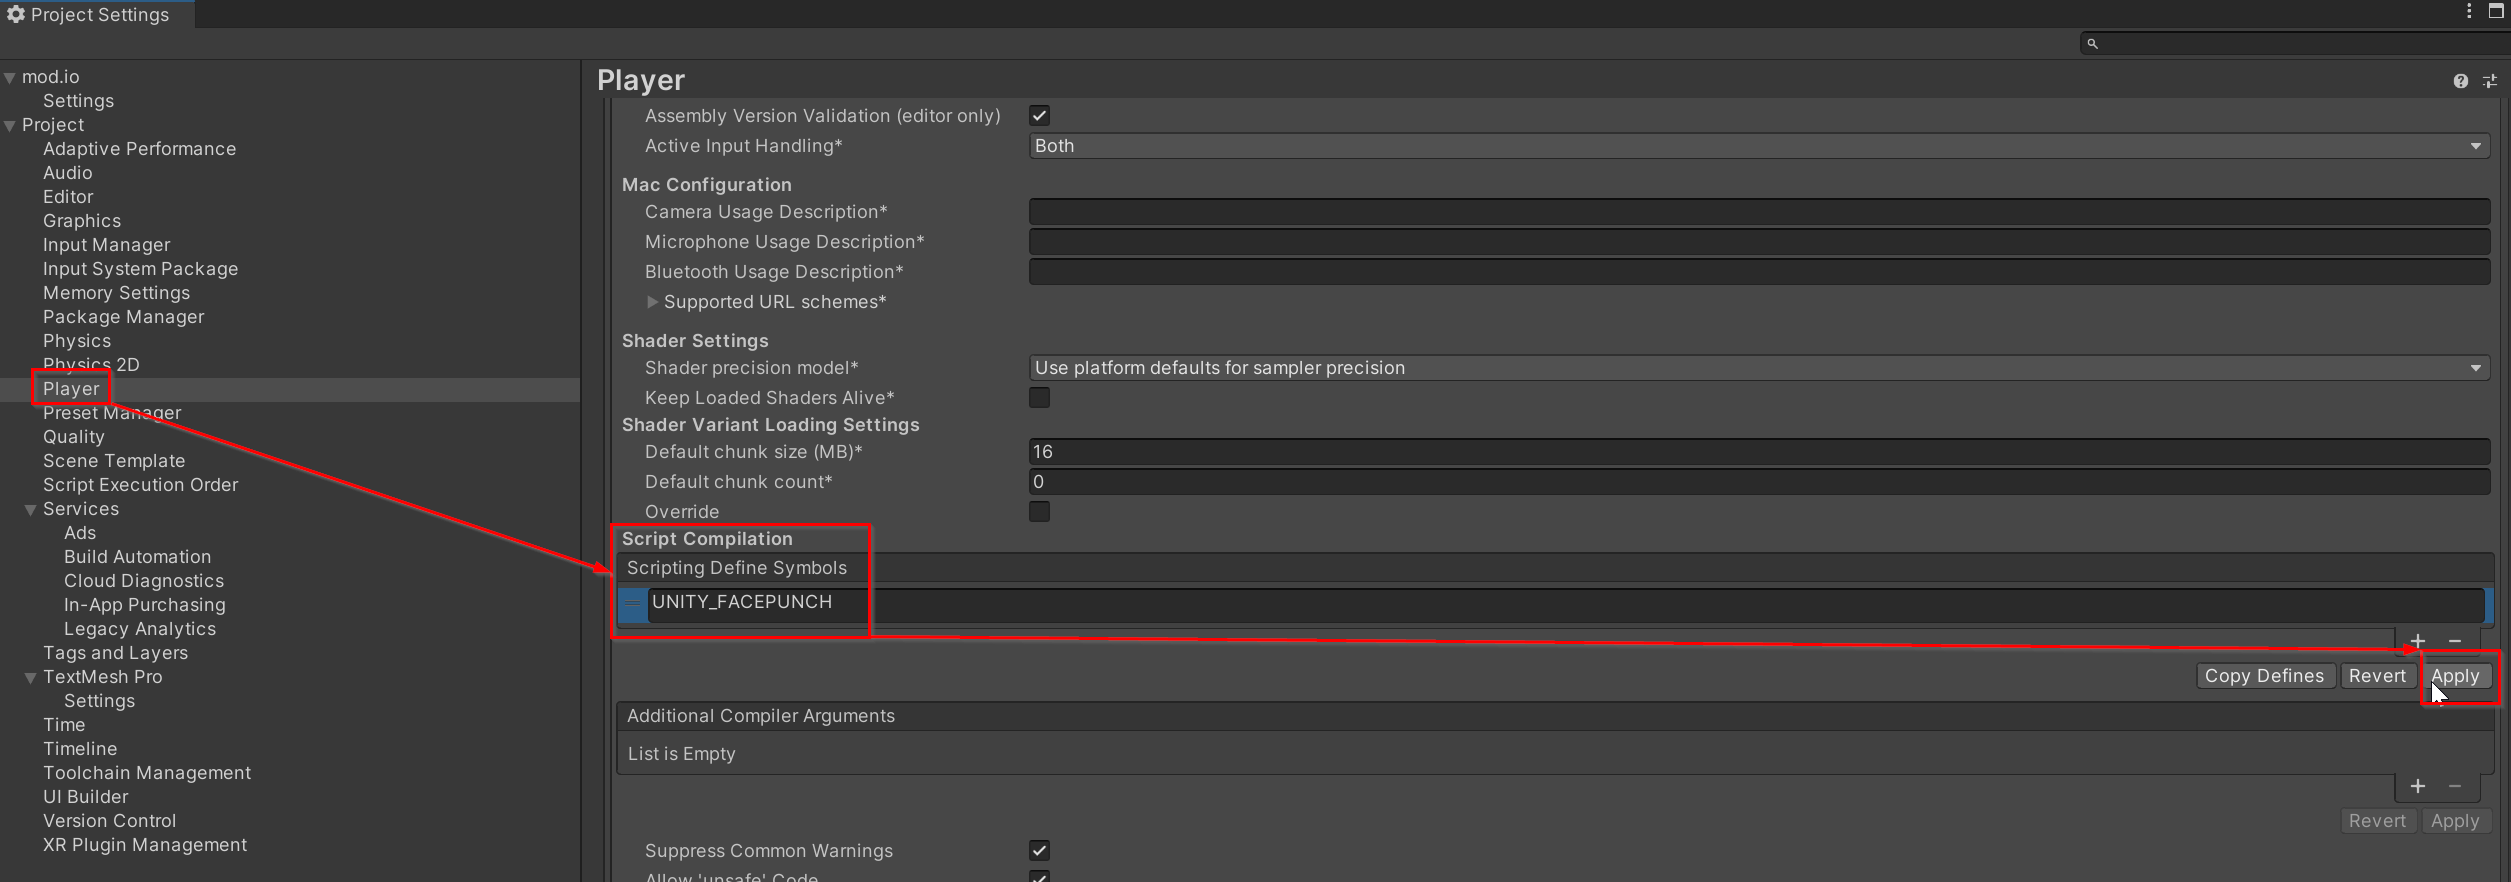 Project Settings
mod.io
Settings
Project
Adaptive Performance
Audio
Editor
Graphics
Input Manager
Input System Package
Memory Settings
Package Manager
Physics
Physics 2D
Player
Preset Manager
Quality
Scene Template
Script Execution Order
Services
Ads
Build Automation
Cloud Diagnostics
In-App Purchasing
Legacy Analytics
Tags and Layers
TextMesh Pro
Settings
Time
Timeline
Toolchain Management
UI Builder
Version Control
XR Plugin Management
Player
Assembly Version Validation (editor only)
Active Input Handling* Both
Mac Configuration
Camera Usage Description*
Microphone Usage Description*
Bluetooth Usage Description*
Supported URL schemes*
Shader Settings
Shader precision model* Use platform defaults for sampler precision
Keep Loaded Shaders Alive*
Shader Variant Loading Settings
Default chunk size (MB)* 16
Default chunk count* 0
Override
Script Compilation
Scripting Define Symbols
UNITY_FACEPUNCH
Copy Defines Revert Apply
Additional Compiler Arguments
List is Empty
Revert Apply
Suppress Common Warnings
Allow 'unsafe' Code